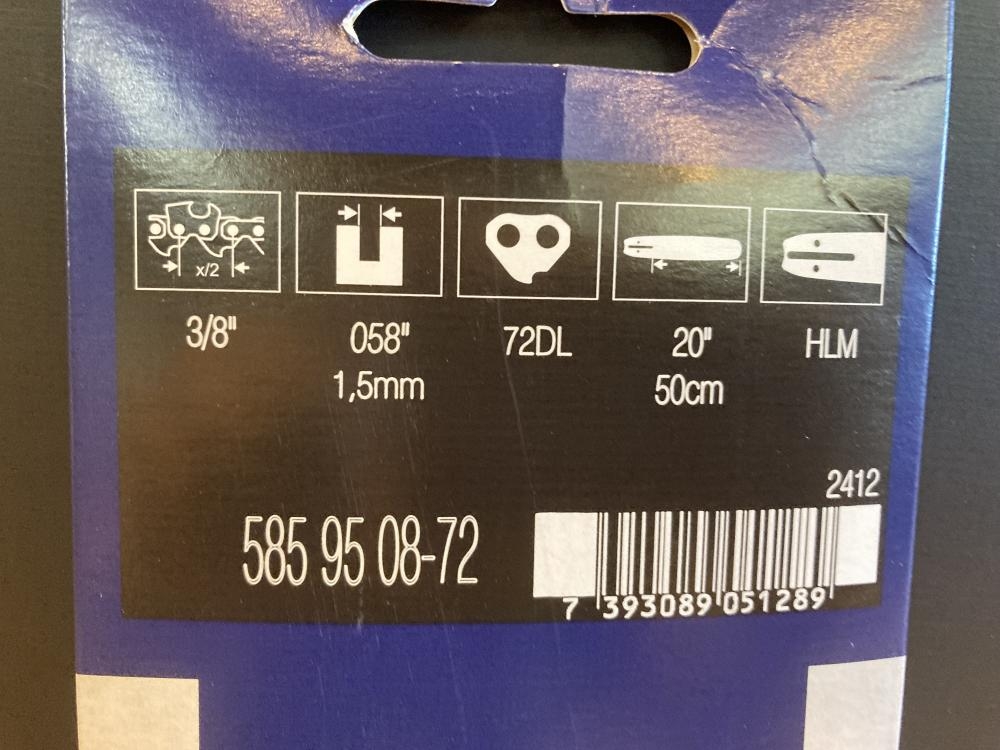 x/2
3/8"
058"
1,5mm
72DL
20"
50cm
HLM
2412
585 95 08-72
7 393089 051289